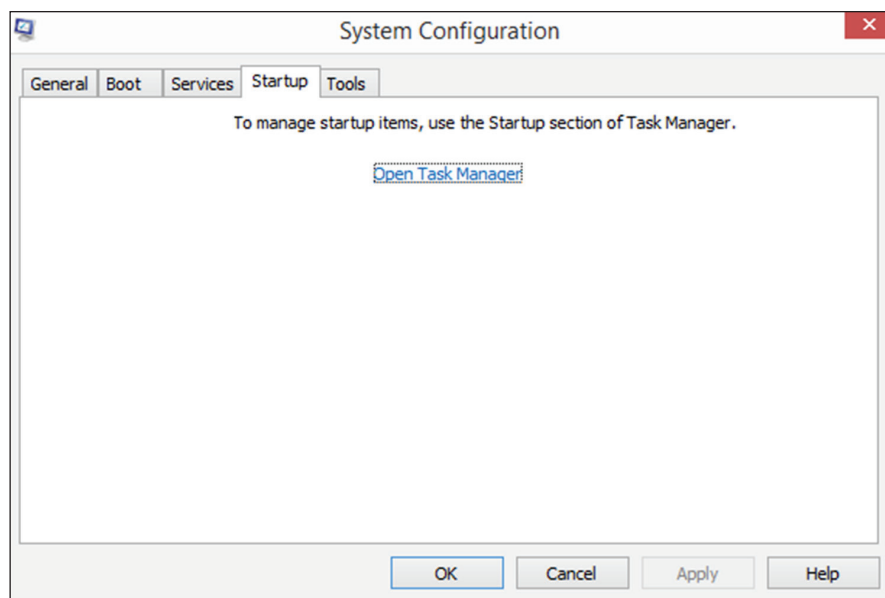 System Configuration
General Boot Services Startup Tools
To manage startup items, use the Startup section of Task Manager.
Open Task Manager
OK Cancel Apply Help